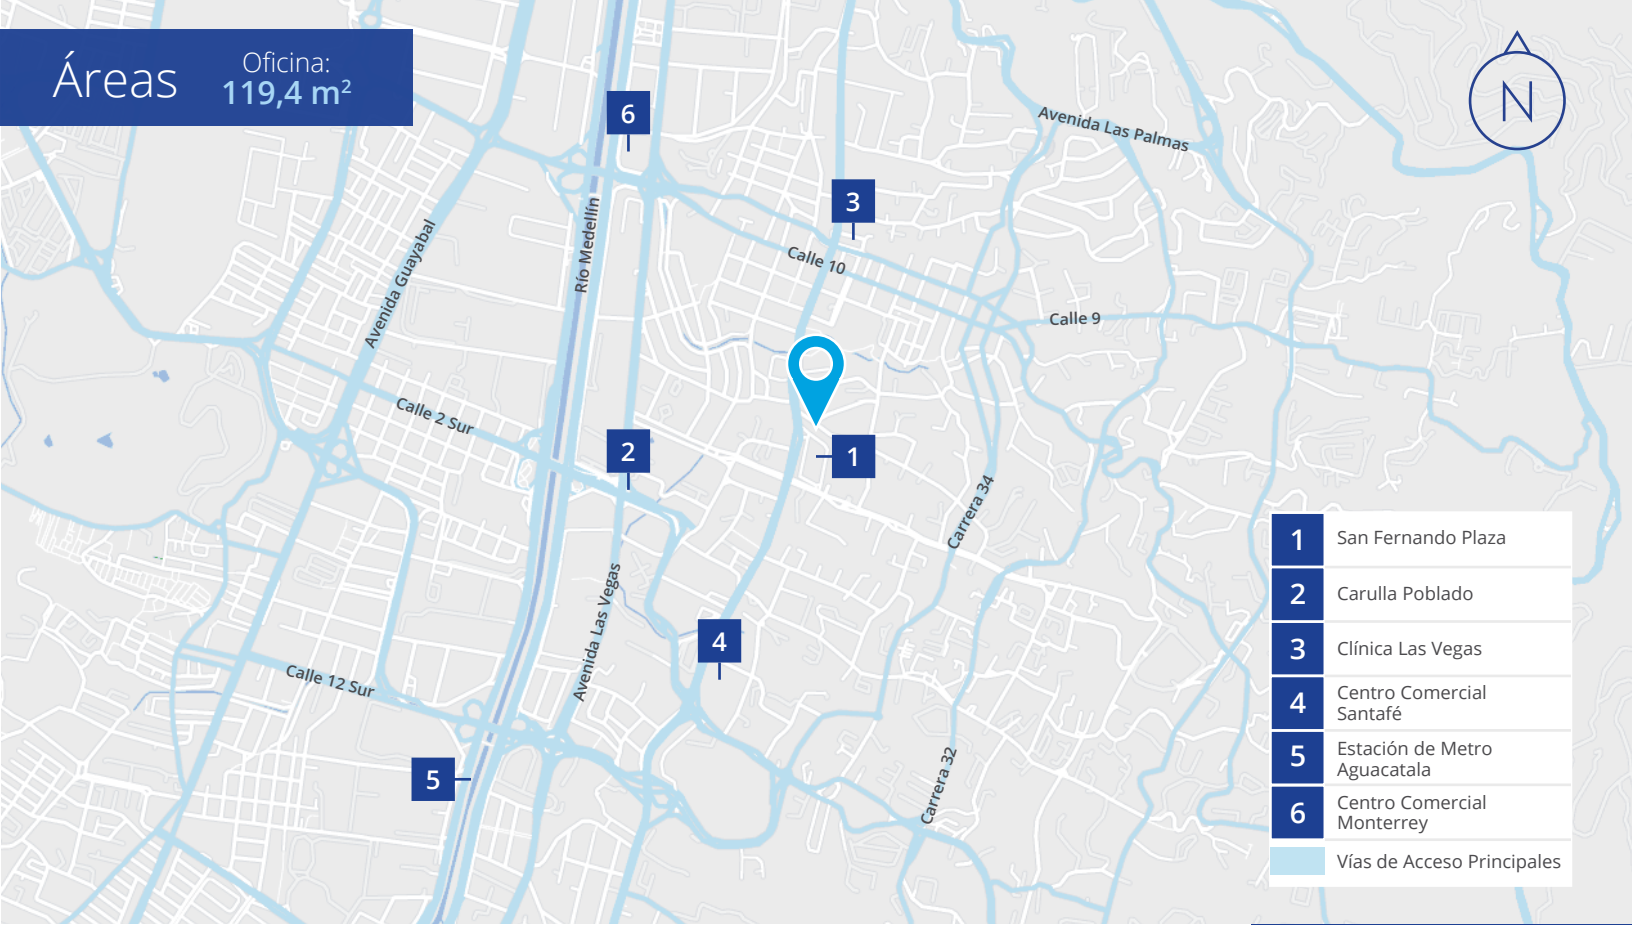 Áreas
Oficina:
119,4 m²
N
6
3
Avenida Las Palmas
Río Medellín
Avenida Guayabal
Calle 10
Calle 9
Calle 2 Sur
2
1
Carrera 34
Avenida Las Vegas
4
Calle 12 Sur
5
Carrera 32
1 San Fernando Plaza
2 Carulla Poblado
3 Clínica Las Vegas
4 Centro Comercial
Santafé
5 Estación de Metro
Aguacatala
6 Centro Comercial
Monterrey
Vías de Acceso Principales